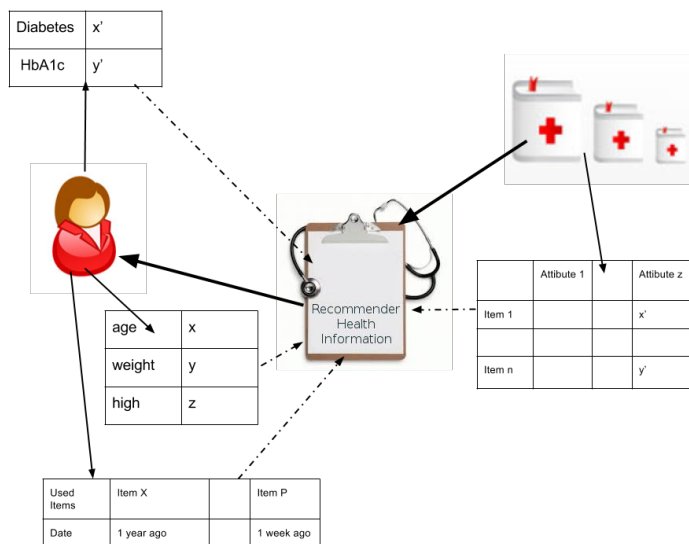 Diabetes x'
HbA1c y'
Attibute 1 Attibute z
Item 1 x'
Item n y'
Recommender
Health
Information
age x
weight y
high z
Used Item X Item P
Items
Date 1 year ago 1 week ago